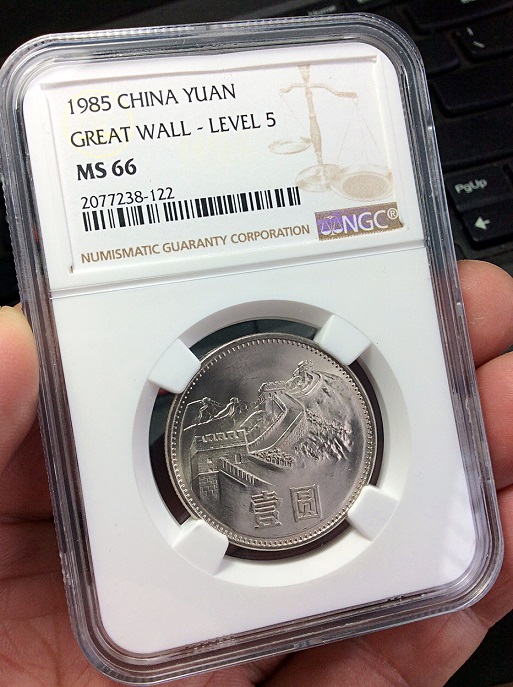 1985 CHINA YUAN
GREAT WALL - LEVEL 5
MS 66
2077238-122
NGC®
NUMISMATIC GUARANTY CORPORATION
壹圆
PgUp